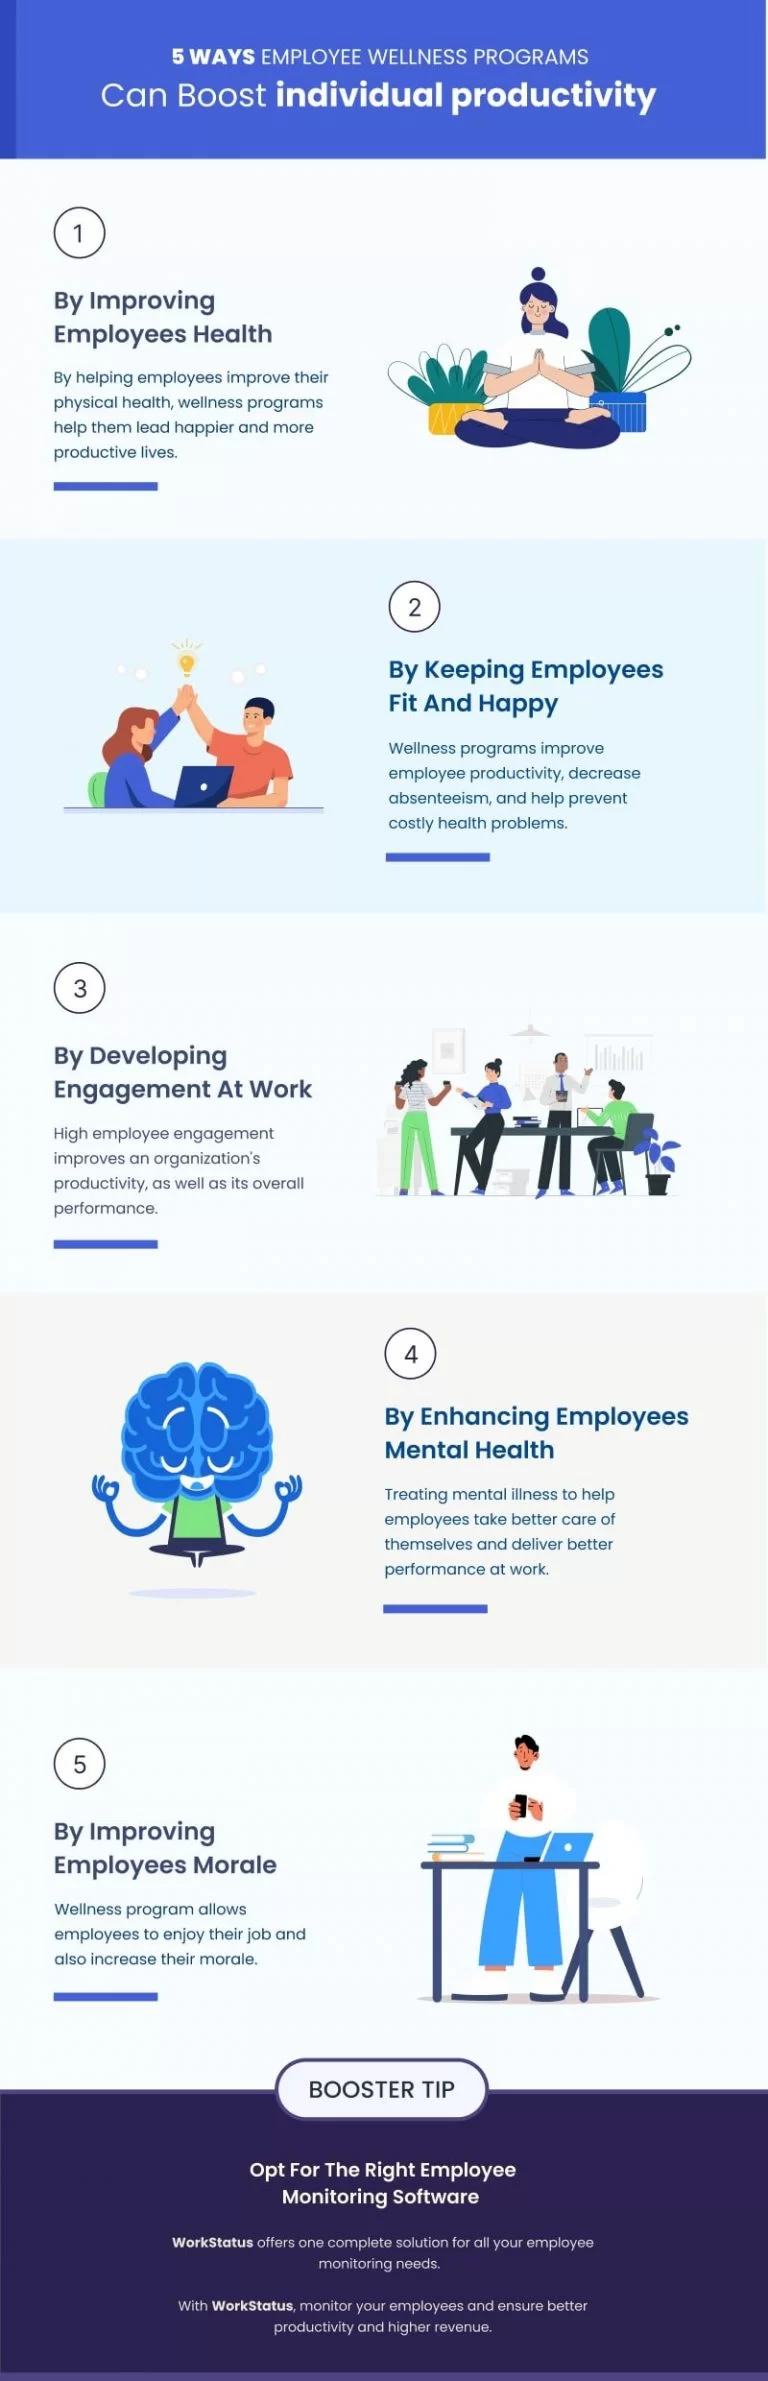 5 WAYS EMPLOYEE WELLNESS PROGRAMS
Can Boost individual productivity
1
By Improving
Employees Health
By helping employees improve their
physical health, wellness programs
help them lead happier and more
productive lives.
2
By Keeping Employees
Fit And Happy
Wellness programs improve
employee productivity, decrease
absenteeism, and help prevent
costly health problems.
3
By Developing
Engagement At Work
High employee engagement
improves an organization's
productivity, as well as its overall
performance.
4
By Enhancing Employees
Mental Health
Treating mental illness to help
employees take better care of
themselves and deliver better
performance at work.
5
By Improving
Employees Morale
Wellness program allows
employees to enjoy their job and
also increase their morale.
BOOSTER TIP
Opt For The Right Employee
Monitoring Software
WorkStatus offers one complete solution for all your employee
monitoring needs.
With WorkStatus, monitor your employees and ensure better
productivity and higher revenue.